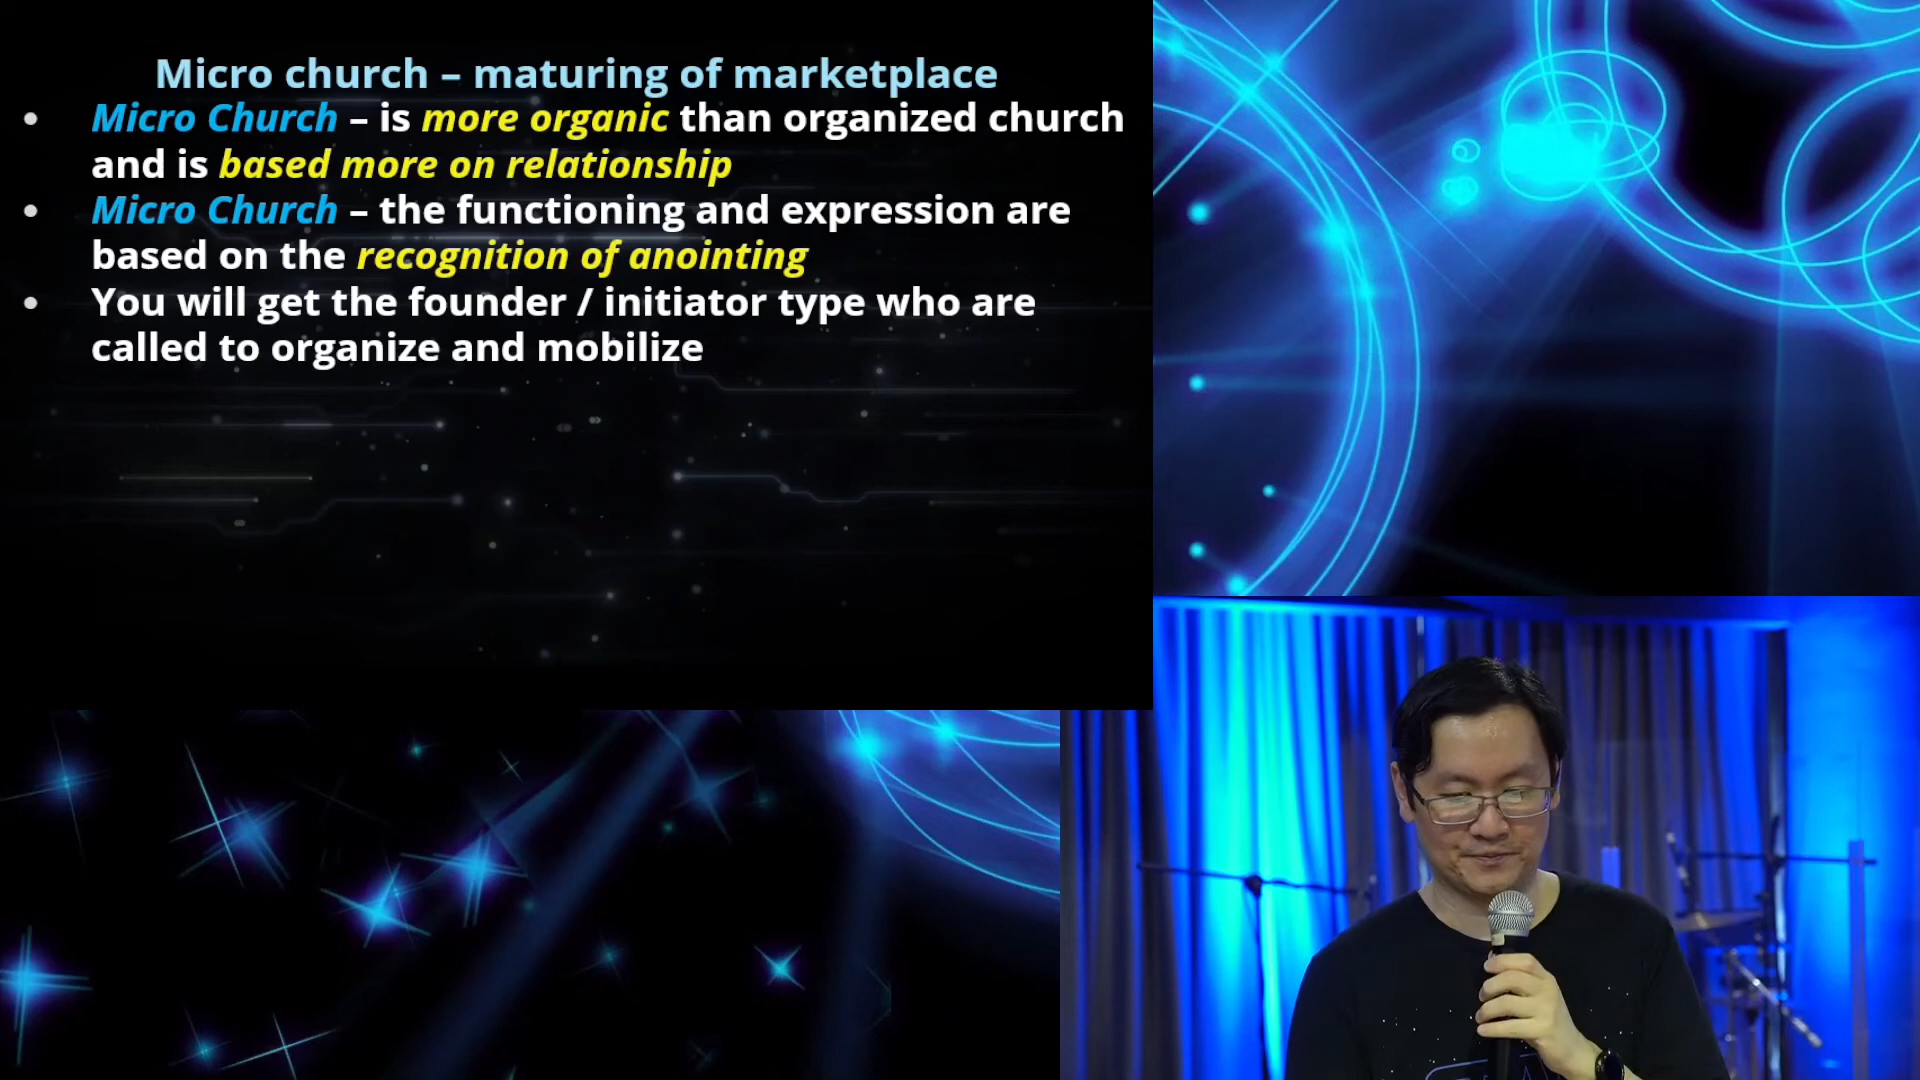 Micro church – maturing of marketplace
• Micro Church – is more organic than organized church
and is based more on relationship
• Micro Church – the functioning and expression are
based on the recognition of anointing
• You will get the founder / initiator type who are
called to organize and mobilize